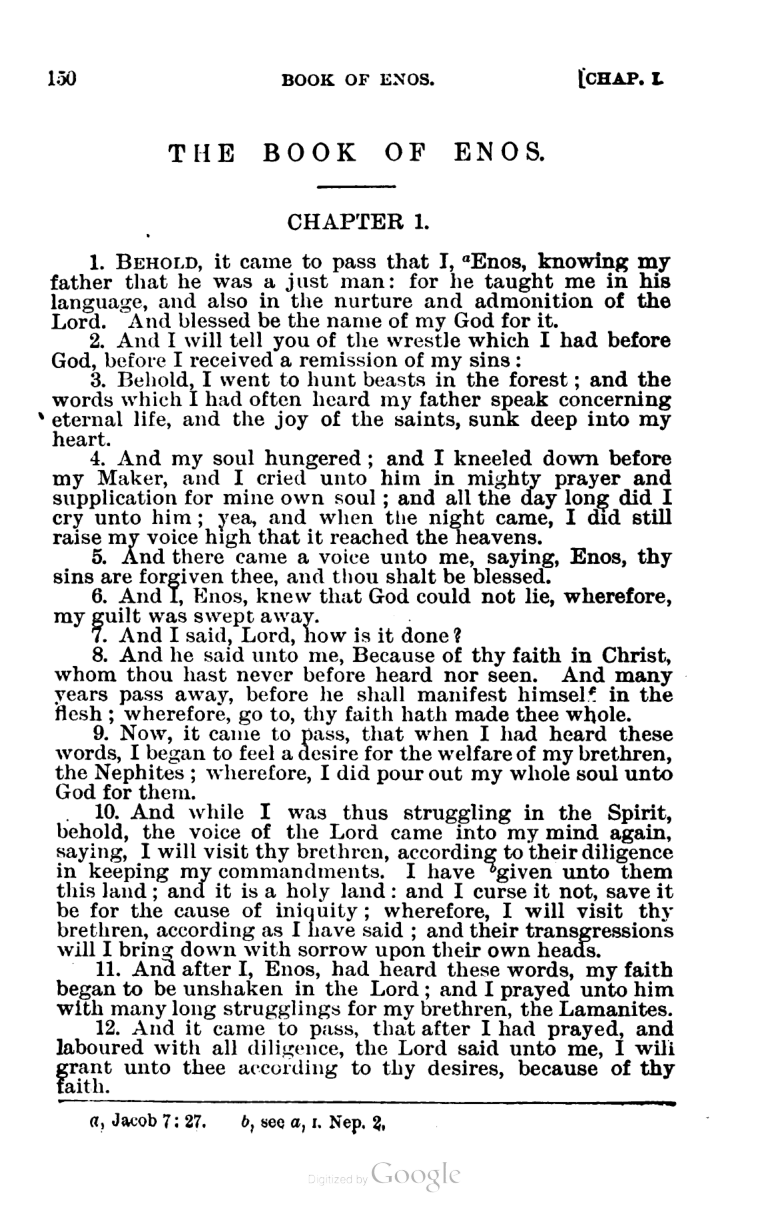 150 BOOK OF ENOS. [CHAP. I.
THE BOOK OF ENOS.
CHAPTER 1.
1. BEHOLD, it came to pass that I, ᵃEnos, knowing my
father that he was a just man: for he taught me in his
language, and also in the nurture and admonition of the
Lord. And blessed be the name of my God for it.
2. And I will tell you of the wrestle which I had before
God, before I received a remission of my sins:
3. Behold, I went to hunt beasts in the forest; and the
words which I had often heard my father speak concerning
eternal life, and the joy of the saints, sunk deep into my
heart.
4. And my soul hungered; and I kneeled down before
my Maker, and I cried unto him in mighty prayer and
supplication for mine own soul; and all the day long did I
cry unto him; yea, and when the night came, I did still
raise my voice high that it reached the heavens.
5. And there came a voice unto me, saying, Enos, thy
sins are forgiven thee, and thou shalt be blessed.
6. And I, Enos, knew that God could not lie, wherefore,
my guilt was swept away.
7. And I said, Lord, how is it done?
8. And he said unto me, Because of thy faith in Christ,
whom thou hast never before heard nor seen. And many
years pass away, before he shall manifest himself in the
flesh; wherefore, go to, thy faith hath made thee whole.
9. Now, it came to pass, that when I had heard these
words, I began to feel a desire for the welfare of my brethren,
the Nephites; wherefore, I did pour out my whole soul unto
God for them.
10. And while I was thus struggling in the Spirit,
behold, the voice of the Lord came into my mind again,
saying, I will visit thy brethren, according to their diligence
in keeping my commandments. I have ᵇgiven unto them
this land; and it is a holy land: and I curse it not, save it
be for the cause of iniquity; wherefore, I will visit thy
brethren, according as I have said; and their transgressions
will I bring down with sorrow upon their own heads.
11. And after I, Enos, had heard these words, my faith
began to be unshaken in the Lord; and I prayed unto him
with many long strugglings for my brethren, the Lamanites.
12. And it came to pass, that after I had prayed, and
laboured with all diligence, the Lord said unto me, I will
grant unto thee according to thy desires, because of thy
faith.
a, Jacob 7: 27. b, see a, I. Nep. 2,
Digitized by Google